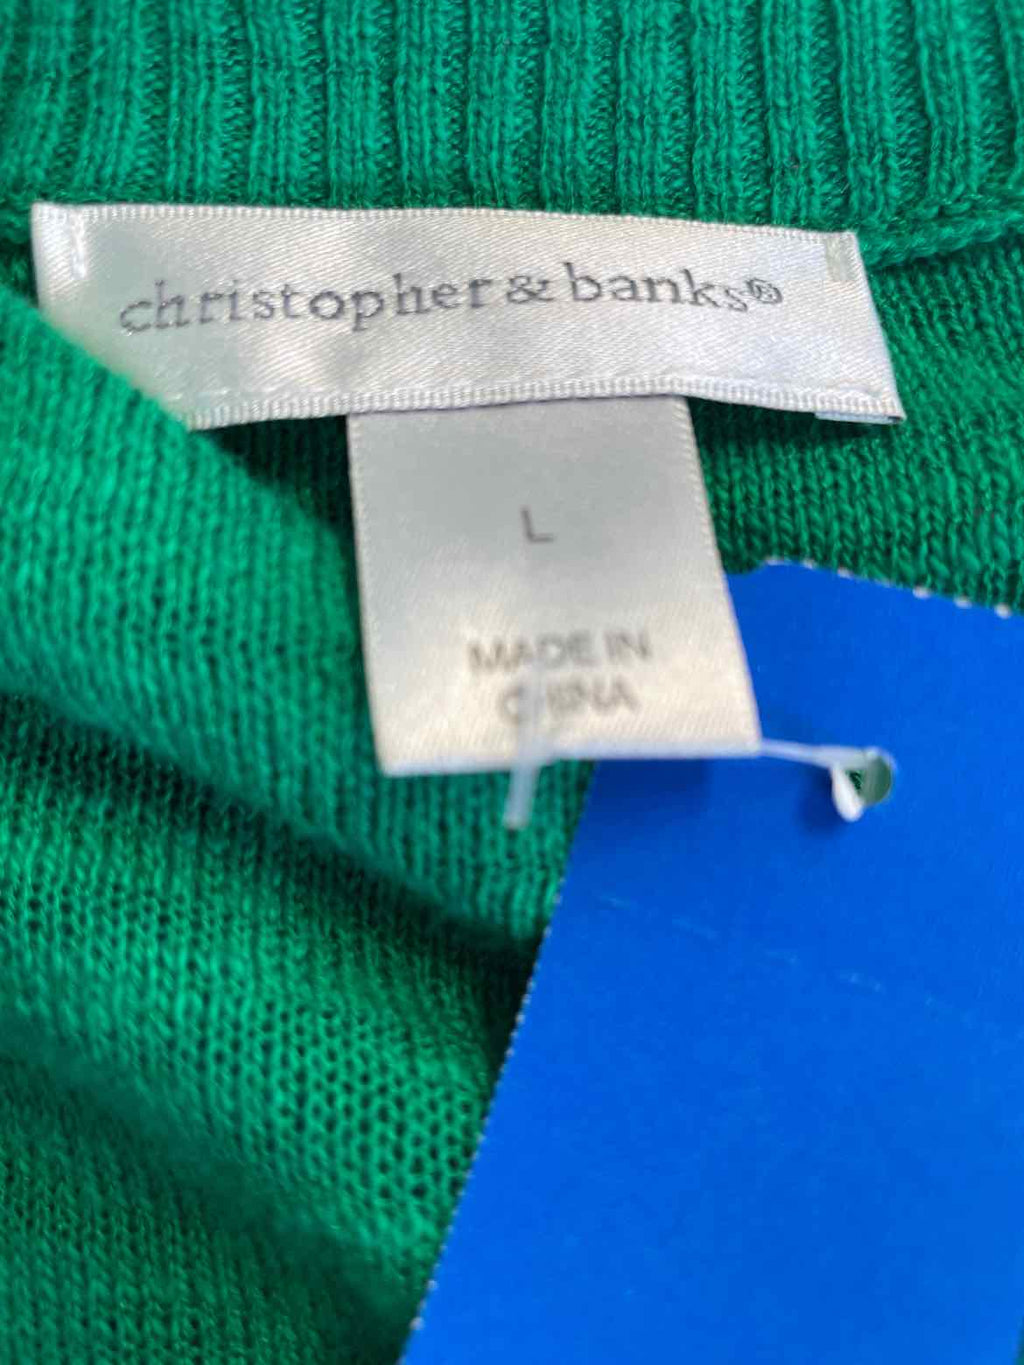 christopher & banks®
L
MADE IN
CHINA